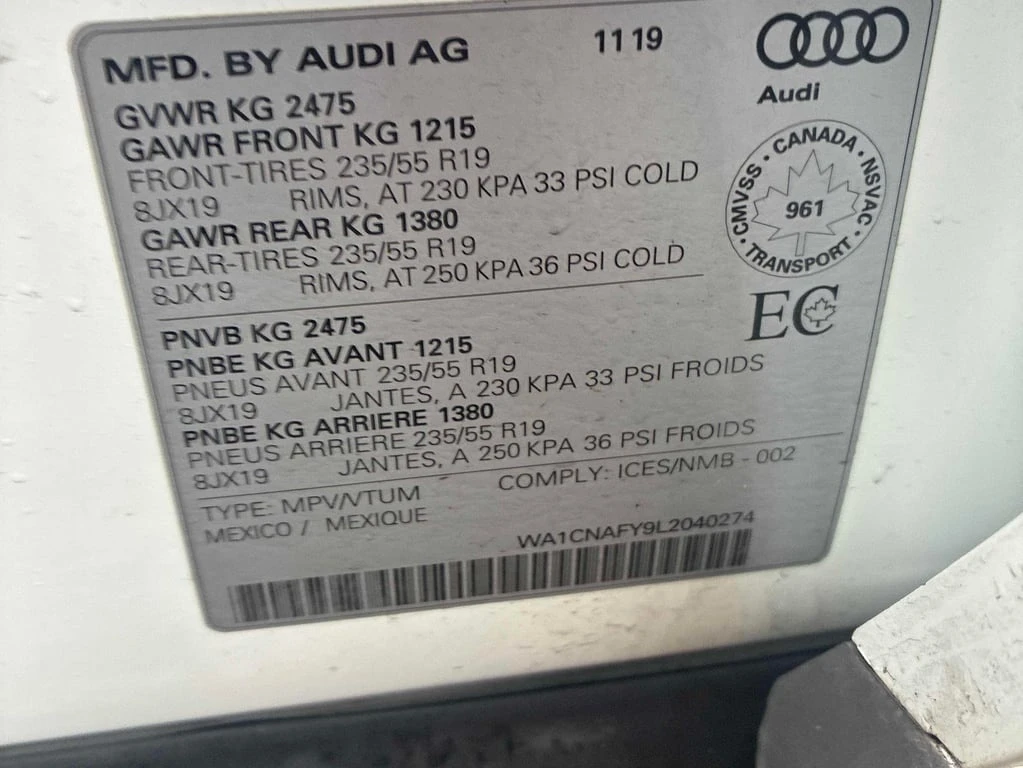 MFD. BY AUDI AG 1119
Audi
GVWR KG 2475
GAWR FRONT KG 1215
FRONT-TIRES 235/55 R19
8JX19 RIMS, AT 230 KPA 33 PSI COLD
GAWR REAR KG 1380
REAR-TIRES 235/55 R19
8JX19 RIMS, AT 250 KPA 36 PSI COLD
CANADA · NSVAC · TRANSPORT · CMVSS ·
961
EC
PNVB KG 2475
PNBE KG AVANT 1215
PNEUS AVANT 235/55 R19
8JX19 JANTES, A 230 KPA 33 PSI FROIDS
PNBE KG ARRIERE 1380
PNEUS ARRIERE 235/55 R19
8JX19 JANTES, A 250 KPA 36 PSI FROIDS
TYPE: MPV/VTUM COMPLY: ICES/NMB - 002
MEXICO / MEXIQUE
WA1CNAFY9L2040274